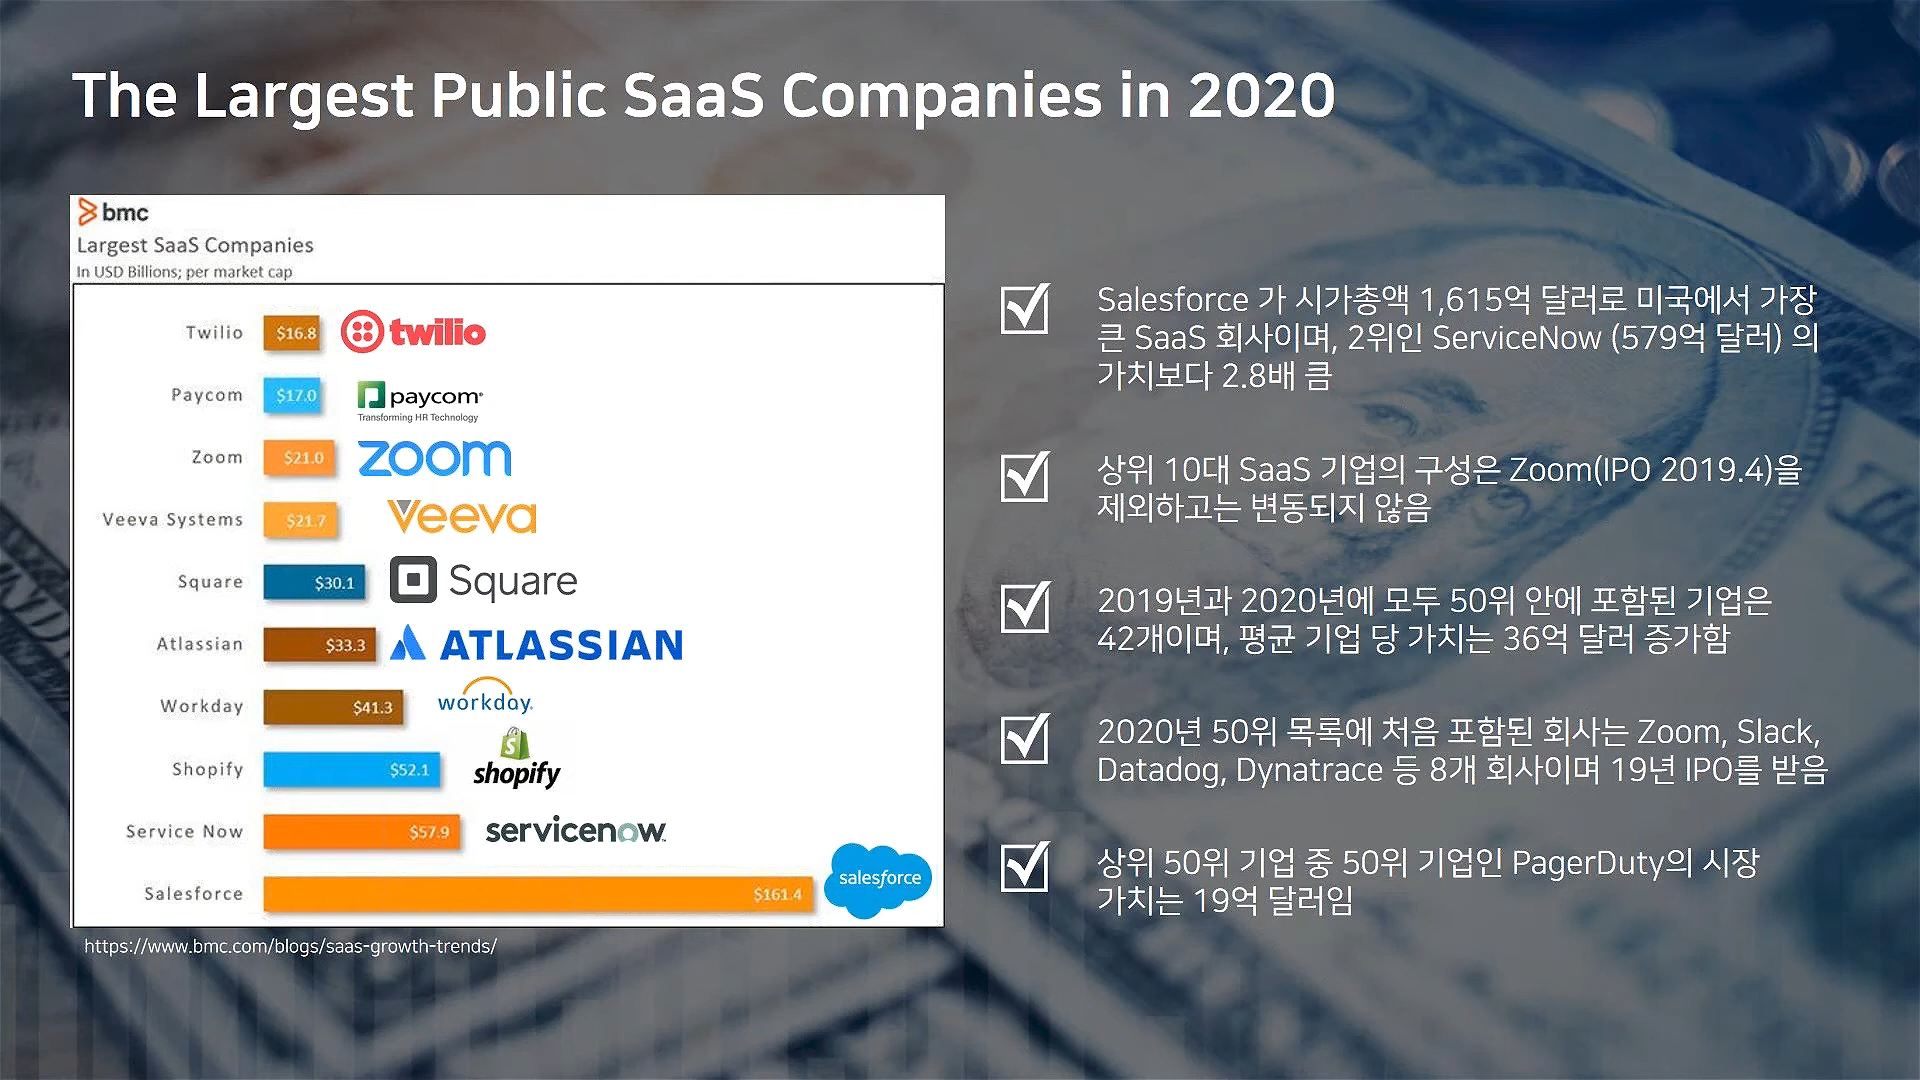 The Largest Public SaaS Companies in 2020
bmc
Largest SaaS Companies
In USD Billions; per market cap
Twilio $16.8 twilio
Paycom $17.0 paycom
Transforming HR Technology
Zoom $21.0 zoom
Veeva Systems $21.7 Veeva
Square $30.1 Square
Atlassian $33.3 ATLASSIAN
Workday $41.3 workday.
Shopify $52.1 shopify
Service Now $57.9 servicenow
Salesforce $161.4 salesforce
https://www.bmc.com/blogs/saas-growth-trends/
Salesforce 가 시가총액 1,615억 달러로 미국에서 가장
큰 SaaS 회사이며, 2위인 ServiceNow (579억 달러) 의
가치보다 2.8배 큼
상위 10대 SaaS 기업의 구성은 Zoom(IPO 2019.4)을
제외하고는 변동되지 않음
2019년과 2020년에 모두 50위 안에 포함된 기업은
42개이며, 평균 기업 당 가치는 36억 달러 증가함
2020년 50위 목록에 처음 포함된 회사는 Zoom, Slack,
Datadog, Dynatrace 등 8개 회사이며 19년 IPO를 받음
상위 50위 기업 중 50위 기업인 PagerDuty의 시장
가치는 19억 달러임